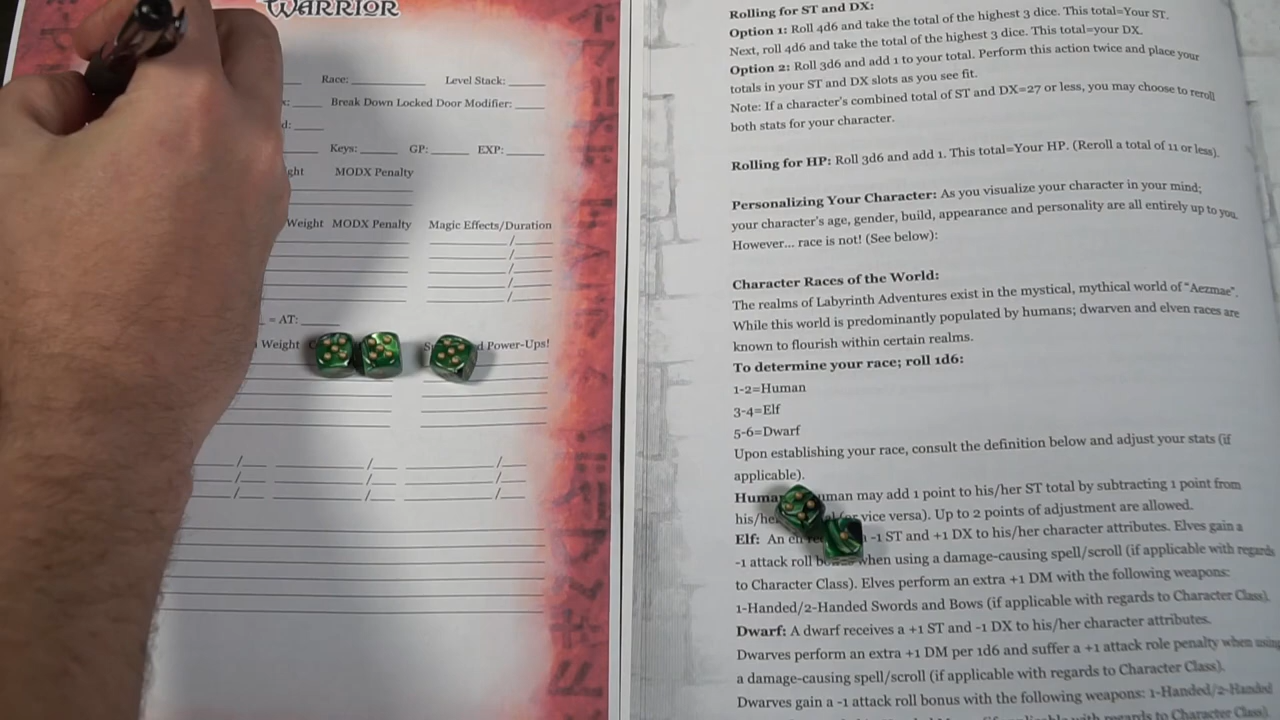 WARRIOR
Race: Level Stack:
Break Down Locked Door Modifier:
Keys: GP: EXP:
MODX Penalty
Weight MODX Penalty Magic Effects/Duration
/
/
/
/
/
= AT:
Weight d Power-Ups!
/ / /
/ / /
/ / /
Rolling for ST and DX:
Option 1: Roll 4d6 and take the total of the highest 3 dice. This total=Your ST.
Next, roll 4d6 and take the total of the highest 3 dice. This total=your DX.
Option 2: Roll 3d6 and add 1 to your total. Perform this action twice and place your
totals in your ST and DX slots as you see fit.
Note: If a character's combined total of ST and DX=27 or less, you may choose to reroll
both stats for your character.
Rolling for HP: Roll 3d6 and add 1. This total=Your HP. (Reroll a total of 11 or less).
Personalizing Your Character: As you visualize your character in your mind;
your character's age, gender, build, appearance and personality are all entirely up to you.
However... race is not! (See below):
Character Races of the World:
The realms of Labyrinth Adventures exist in the mystical, mythical world of "Aezmae".
While this world is predominantly populated by humans; dwarven and elven races are
known to flourish within certain realms.
To determine your race; roll 1d6:
1-2=Human
3-4=Elf
5-6=Dwarf
Upon establishing your race, consult the definition below and adjust your stats (if
applicable).
Human may add 1 point to his/her ST total by subtracting 1 point from
his/her vice versa). Up to 2 points of adjustment are allowed.
Elf: An -1 ST and +1 DX to his/her character attributes. Elves gain a
-1 attack roll when using a damage-causing spell/scroll (if applicable with regards
to Character Class). Elves perform an extra +1 DM with the following weapons:
1-Handed/2-Handed Swords and Bows (if applicable with regards to Character Class).
Dwarf: A dwarf receives a +1 ST and -1 DX to his/her character attributes.
Dwarves perform an extra +1 DM per 1d6 and suffer a +1 attack role penalty when using
a damage-causing spell/scroll (if applicable with regards to Character Class).
Dwarves gain a -1 attack roll bonus with the following weapons: 1-Handed/2-Handed
(if applicable with regards to Character Class).